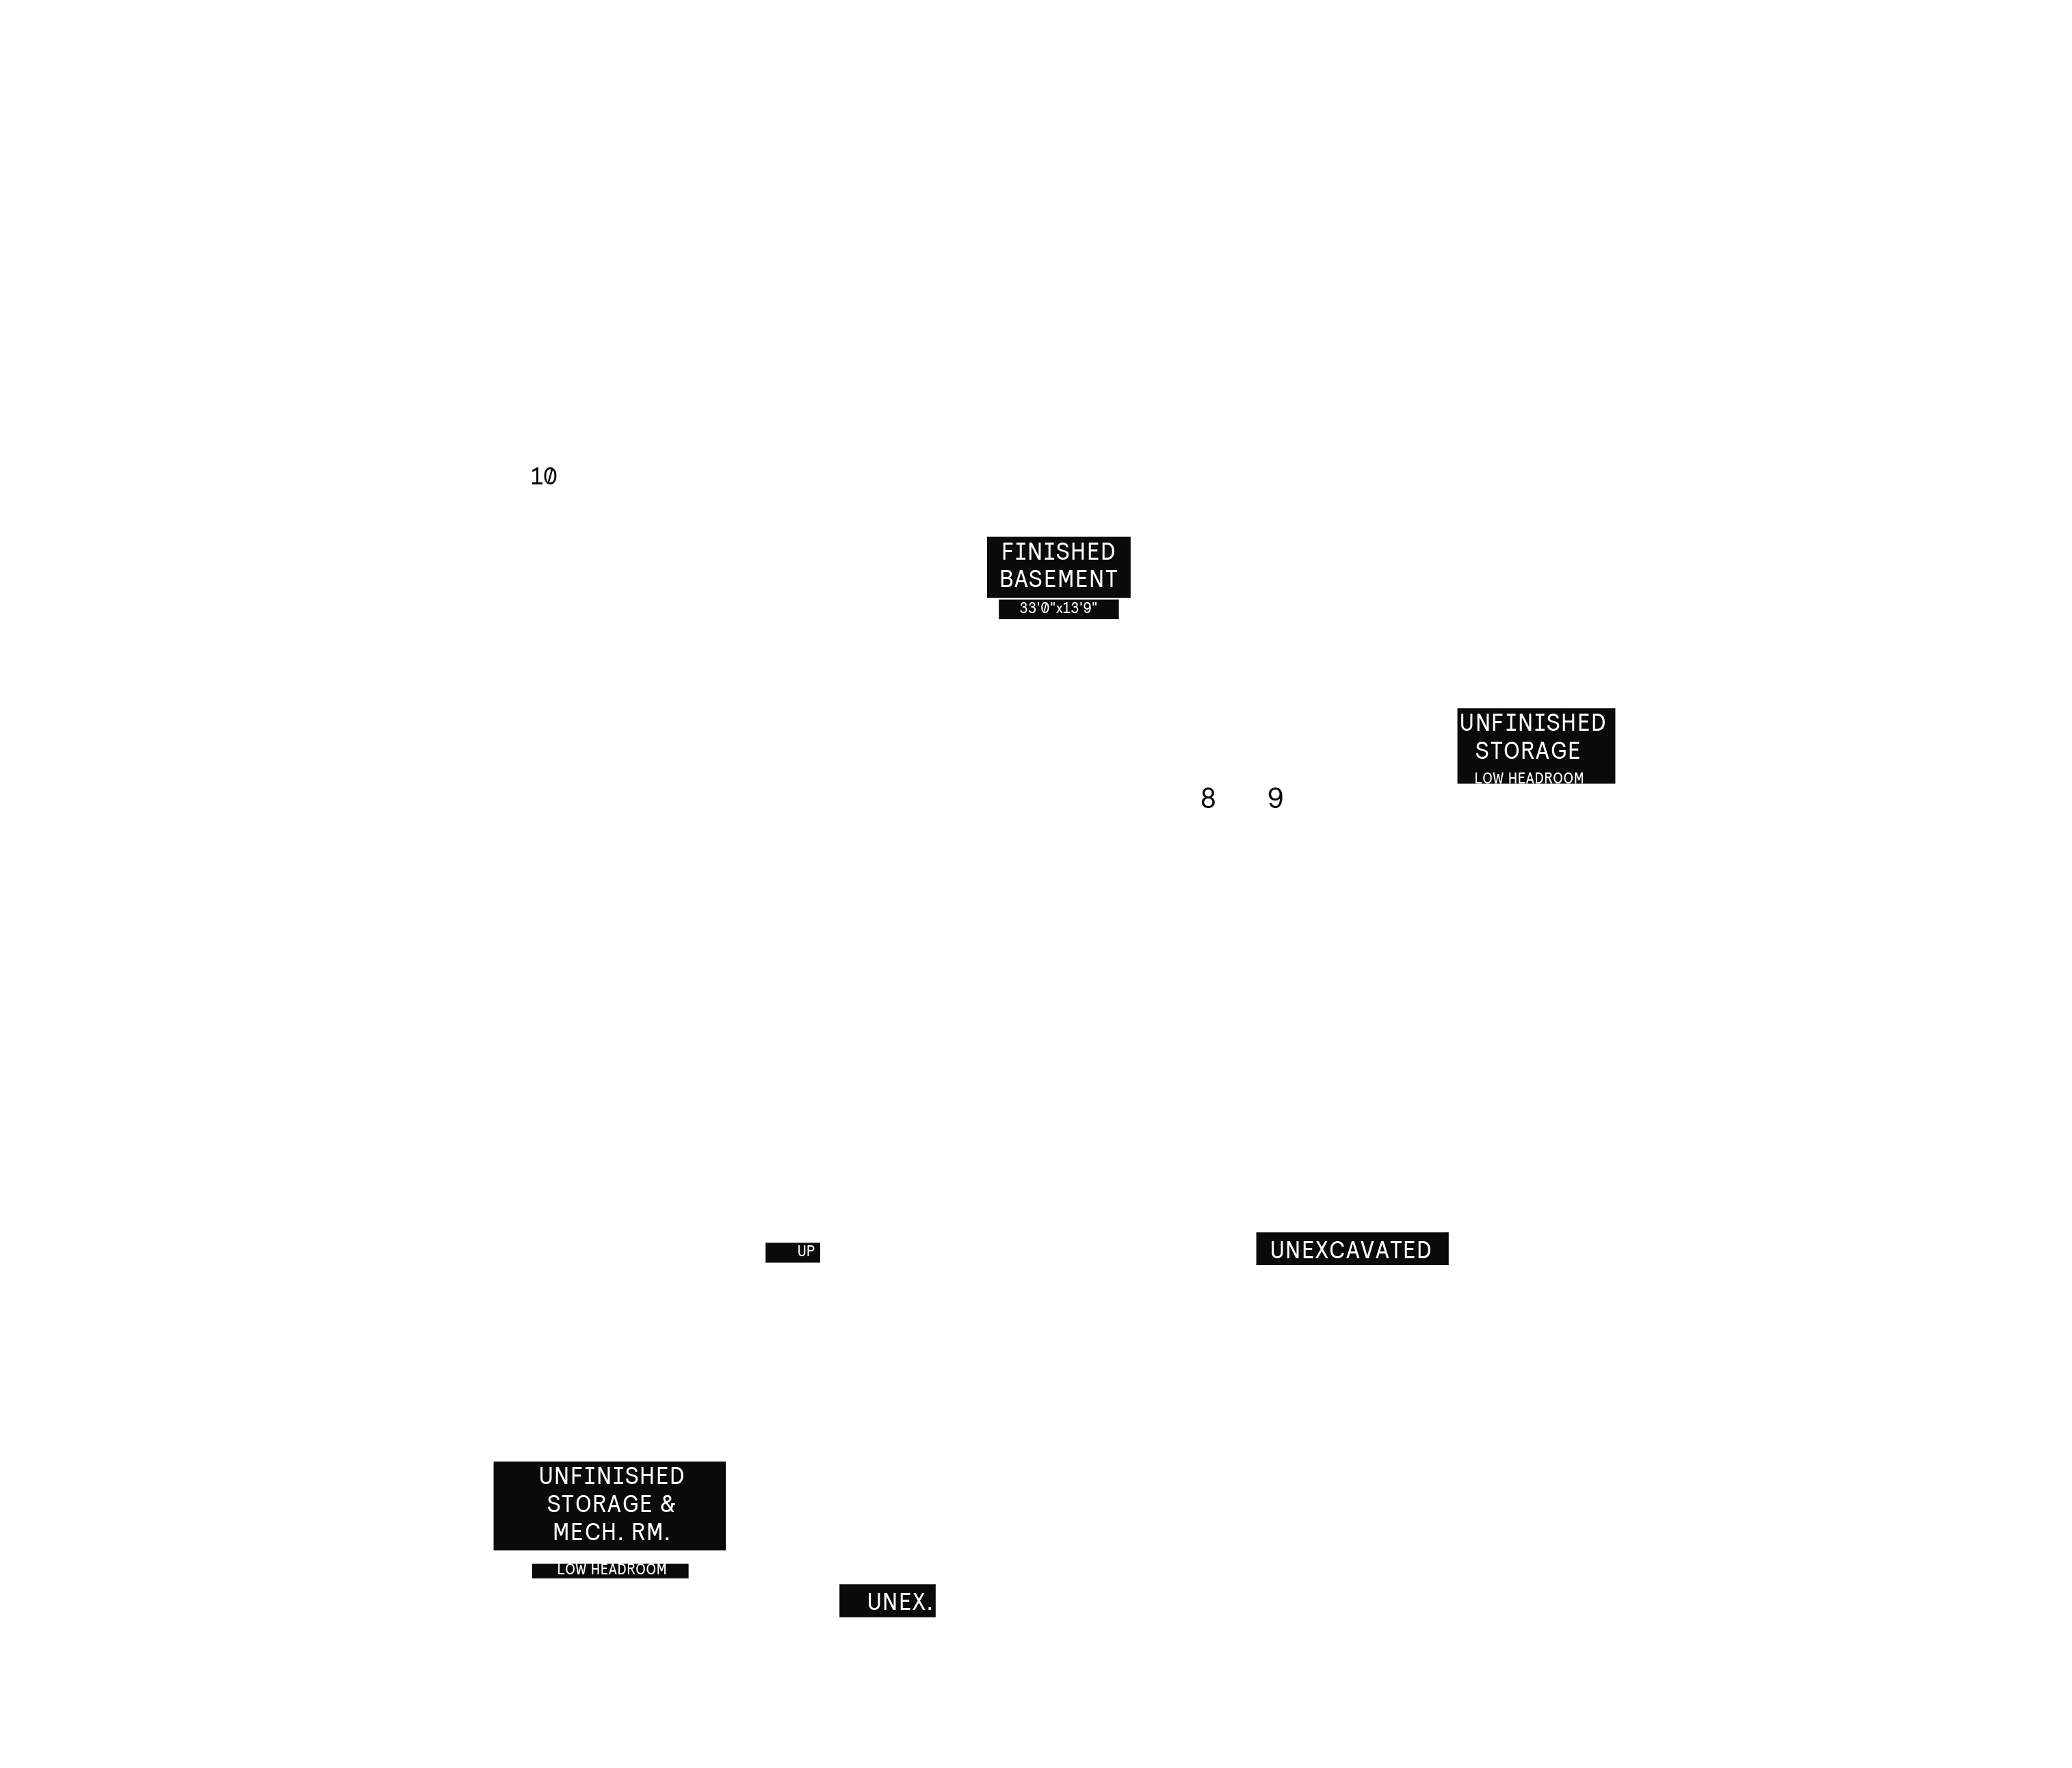 10
FINISHED
BASEMENT
33'0"x13'9"
UNFINISHED
STORAGE
LOW HEADROOM
8 9
UP
UNEXCAVATED
UNFINISHED
STORAGE &
MECH. RM.
LOW HEADROOM
UNEX.